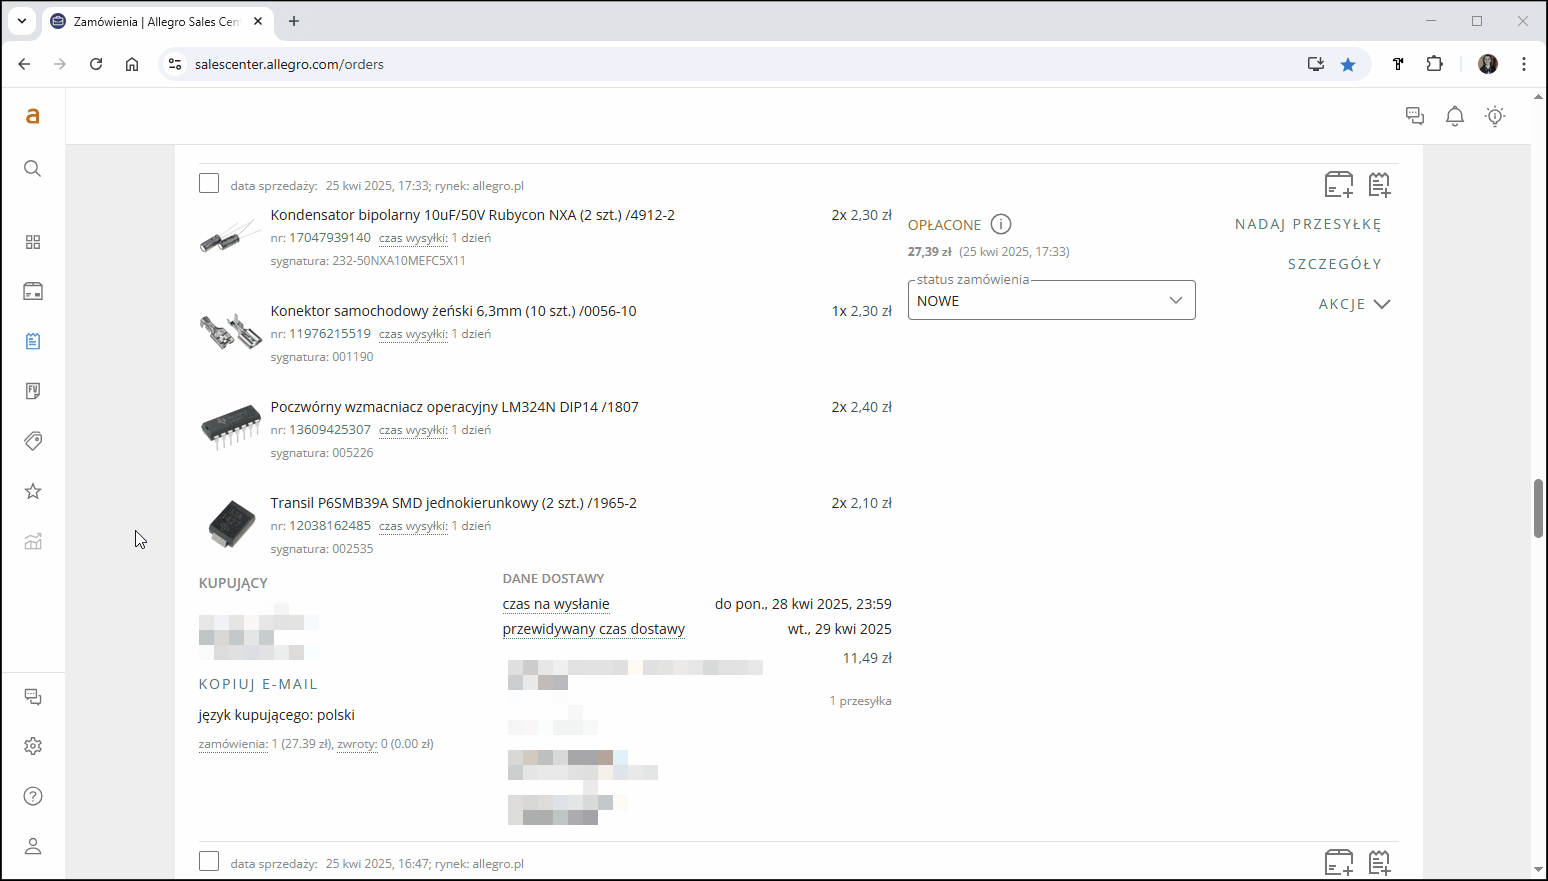 Zamówienia | Allegro Sales Cen
salescenter.allegro.com/orders
a
data sprzedaży: 25 kwi 2025, 17:33; rynek: allegro.pl
Kondensator bipolarny 10uF/50V Rubycon NXA (2 szt.) /4912-2 2x 2,30 zł
nr: 17047939140 czas wysyłki: 1 dzień
sygnatura: 232-50NXA10MEFC5X11
OPŁACONE
27,39 zł (25 kwi 2025, 17:33)
status zamówienia
NOWE
NADAJ PRZESYŁKĘ
SZCZEGÓŁY
AKCJE
Konektor samochodowy żeński 6,3mm (10 szt.) /0056-10 1x 2,30 zł
nr: 11976215519 czas wysyłki: 1 dzień
sygnatura: 001190
FV
Poczwórny wzmacniacz operacyjny LM324N DIP14 /1807 2x 2,40 zł
nr: 13609425307 czas wysyłki: 1 dzień
sygnatura: 005226
Transil P6SMB39A SMD jednokierunkowy (2 szt.) /1965-2 2x 2,10 zł
nr: 12038162485 czas wysyłki: 1 dzień
sygnatura: 002535
KUPUJĄCY
KOPIUJ E-MAIL
język kupującego: polski
zamówienia: 1 (27.39 zł), zwroty: 0 (0.00 zł)
DANE DOSTAWY
czas na wysłanie do pon., 28 kwi 2025, 23:59
przewidywany czas dostawy wt., 29 kwi 2025
11,49 zł
1 przesyłka
data sprzedaży: 25 kwi 2025, 16:47; rynek: allegro.pl